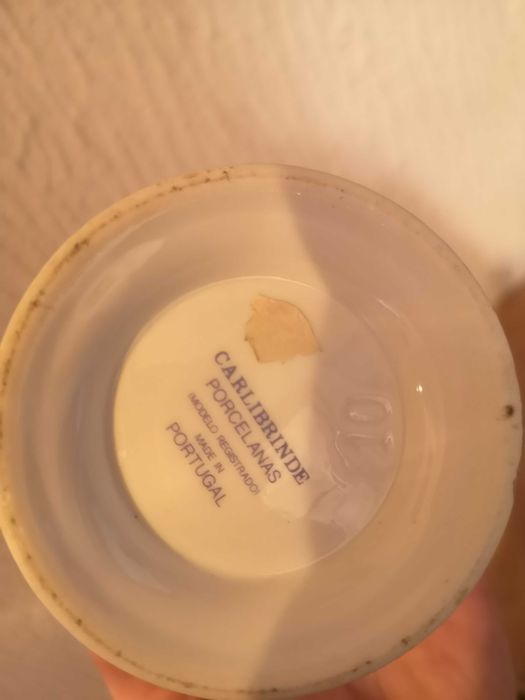 CARLIBRINDE
PORCELANAS
(MODELO REGISTRADO)
MADE IN
PORTUGAL